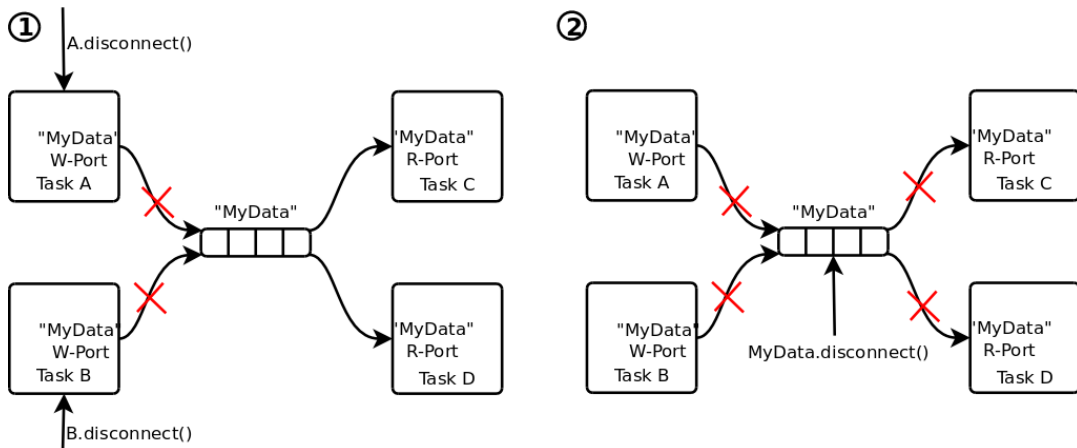 1
A.disconnect()
"MyData"
W-Port
Task A
"MyData"
R-Port
Task C
"MyData"
"MyData"
W-Port
Task B
"MyData"
R-Port
Task D
B.disconnect()
2
"MyData"
W-Port
Task A
"MyData"
R-Port
Task C
"MyData"
"MyData"
W-Port
Task B
MyData.disconnect()
"MyData"
R-Port
Task D